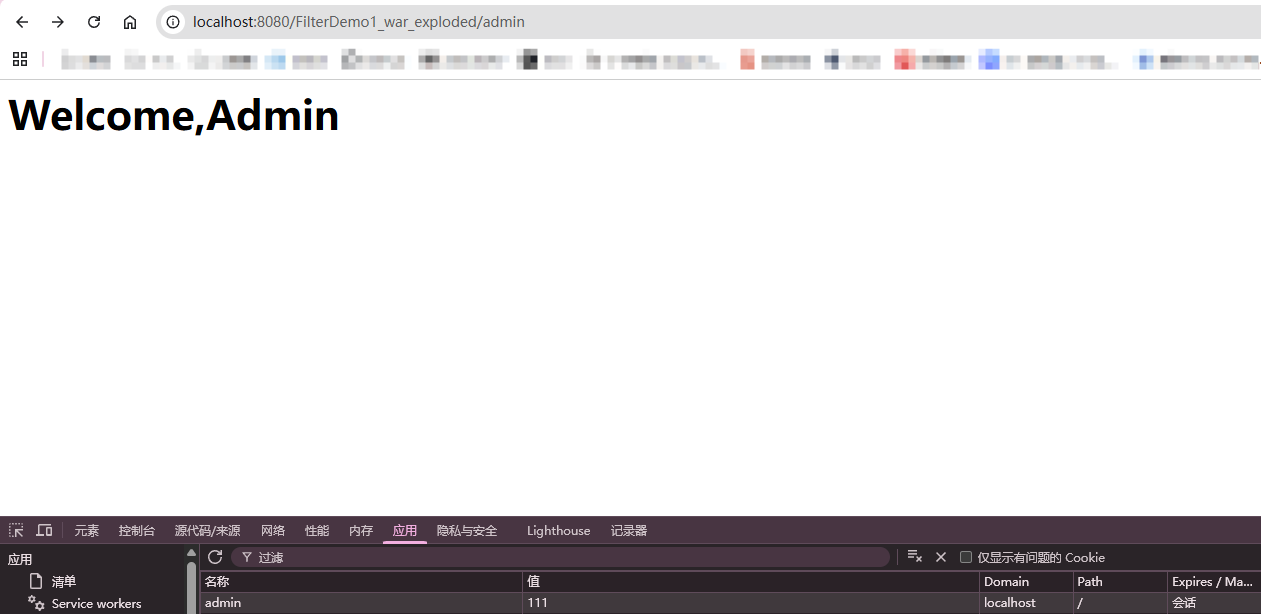 localhost:8080/FilterDemo1_war_exploded/admin
Welcome,Admin
元素 控制台 源代码/来源 网络 性能 内存 应用 隐私与安全 Lighthouse 记录器
应用 过滤 仅显示有问题的 Cookie
清单 名称 值 Domain Path Expires / Ma...
Service workers admin 111 localhost / 会话